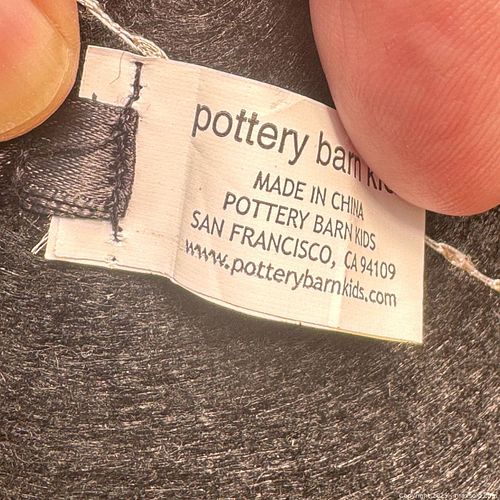 pottery barn
MADE IN CHINA
POTTERY BARN KIDS
SAN FRANCISCO, CA 94109
www.potterybarnkids.com